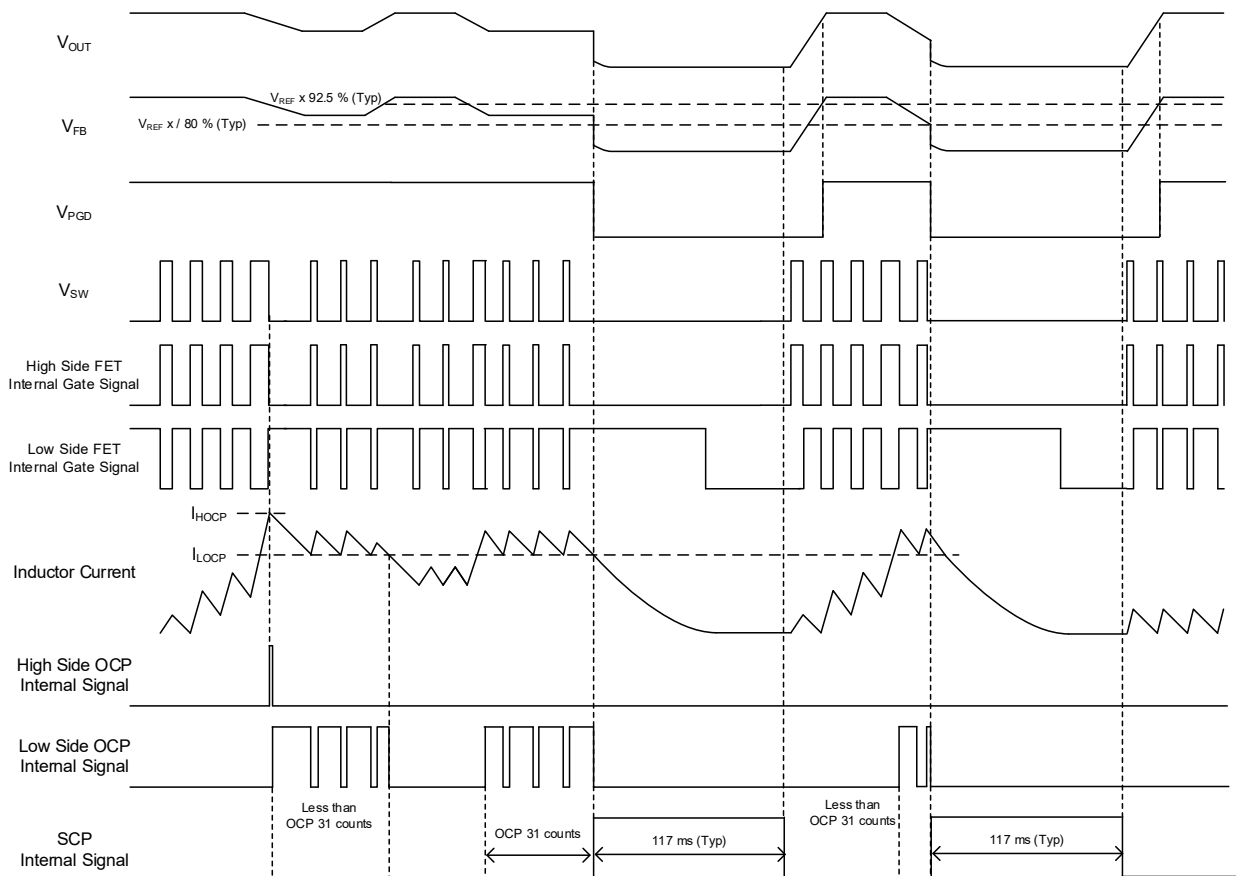 VOUT
VREF x 92.5 % (Typ)
VREF x / 80 % (Typ)
VFB
VPGD
VSW
High Side FET
Internal Gate Signal
Low Side FET
Internal Gate Signal
IHOCP
ILOCP
Inductor Current
High Side OCP
Internal Signal
Low Side OCP
Internal Signal
Less than
OCP 31 counts
OCP 31 counts
Less than
OCP 31 counts
SCP
Internal Signal
117 ms (Typ)
117 ms (Typ)